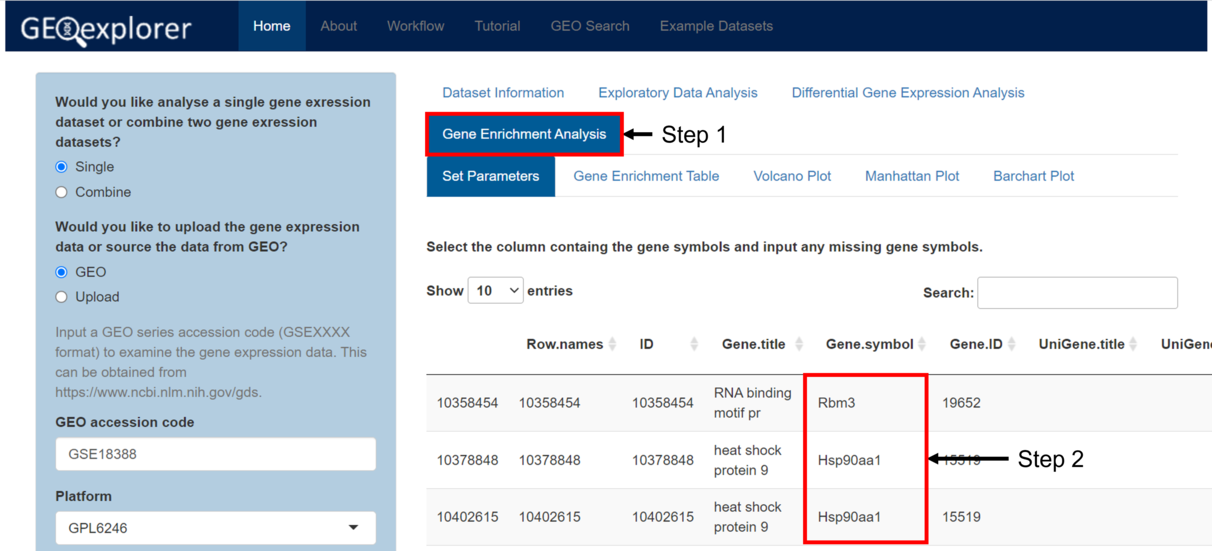 GEOexplorer Home About Workflow Tutorial GEO Search Example Datasets
Would you like analyse a single gene exression
dataset or combine two gene exression
datasets?
Single
Combine
Would you like to upload the gene expression
data or source the data from GEO?
GEO
Upload
Input a GEO series accession code (GSEXXXX
format) to examine the gene expression data. This
can be obtained from
https://www.ncbi.nlm.nih.gov/gds.
GEO accession code
GSE18388
Platform
GPL6246
Dataset Information Exploratory Data Analysis Differential Gene Expression Analysis
Gene Enrichment Analysis Step 1
Set Parameters Gene Enrichment Table Volcano Plot Manhattan Plot Barchart Plot
Select the column containg the gene symbols and input any missing gene symbols.
Show 10 entries
Search:
Row.names ID Gene.title Gene.symbol Gene.ID UniGene.title UniGen
10358454 10358454 10358454 RNA binding motif pr Rbm3 19652
10378848 10378848 10378848 heat shock protein 9 Hsp90aa1 15519 Step 2
10402615 10402615 10402615 heat shock protein 9 Hsp90aa1 15519